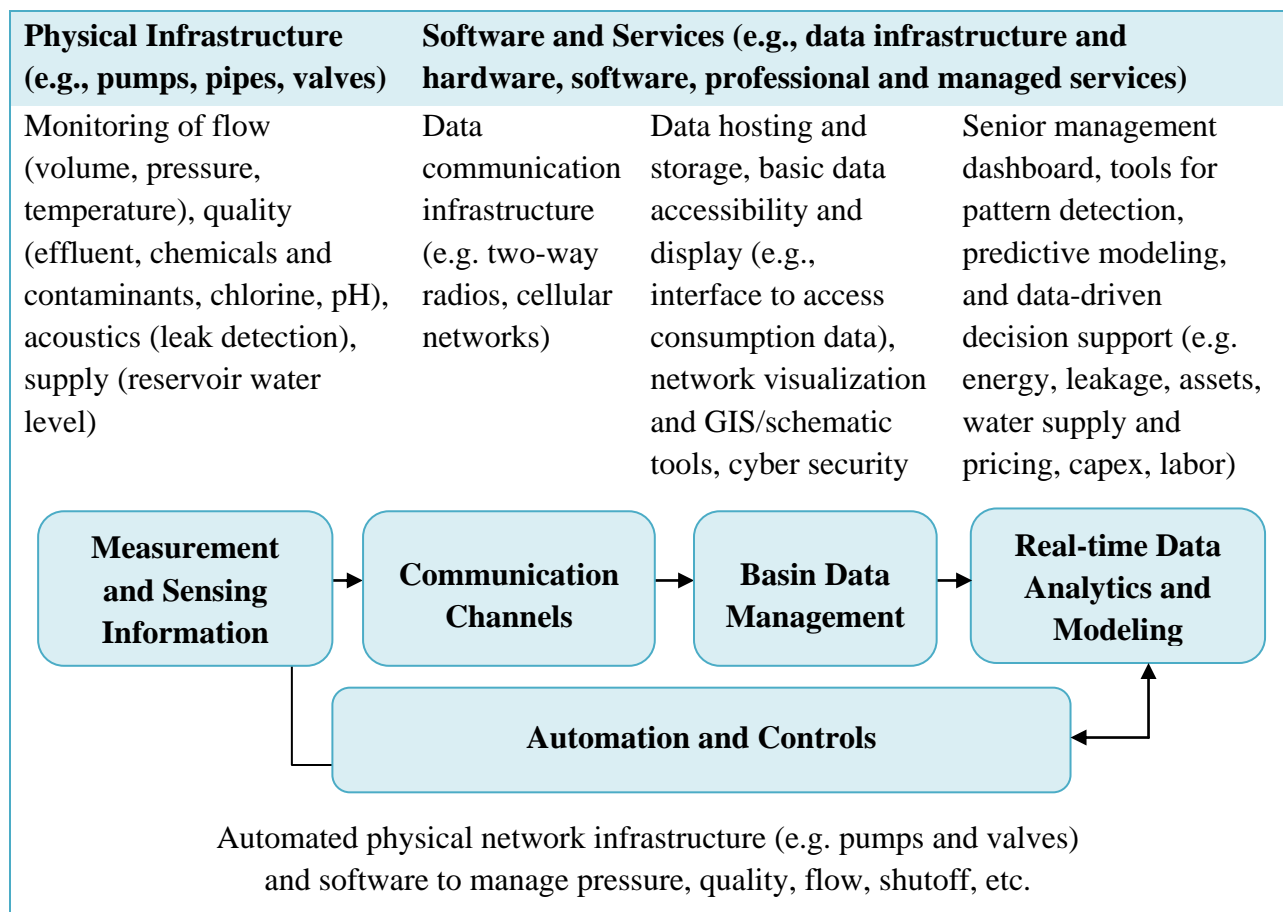 Physical Infrastructure
(e.g., pumps, pipes, valves)
Software and Services (e.g., data infrastructure and
hardware, software, professional and managed services)
Monitoring of flow
(volume, pressure,
temperature), quality
(effluent, chemicals and
contaminants, chlorine, pH),
acoustics (leak detection),
supply (reservoir water
level)
Data
communication
infrastructure
(e.g. two-way
radios, cellular
networks)
Data hosting and
storage, basic data
accessibility and
display (e.g.,
interface to access
consumption data),
network visualization
and GIS/schematic
tools, cyber security
Senior management
dashboard, tools for
pattern detection,
predictive modeling,
and data-driven
decision support (e.g.
energy, leakage, assets,
water supply and
pricing, capex, labor)
Measurement
and Sensing
Information
Communication
Channels
Basin Data
Management
Real-time Data
Analytics and
Modeling
Automation and Controls
Automated physical network infrastructure (e.g. pumps and valves)
and software to manage pressure, quality, flow, shutoff, etc.